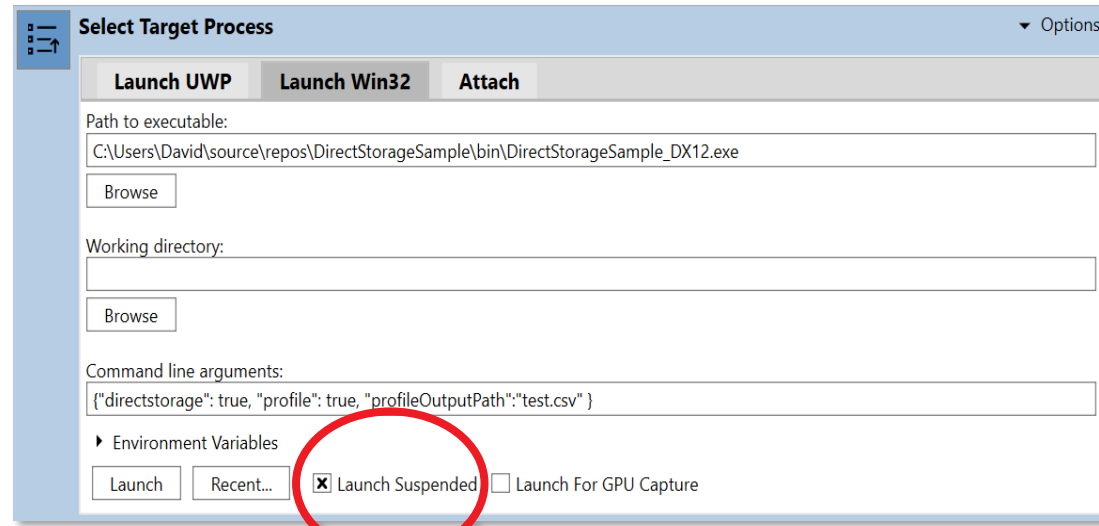 Select Target Process
Options
Launch UWP Launch Win32 Attach
Path to executable:
C:\Users\David\source\repos\DirectStorageSample\bin\DirectStorageSample_DX12.exe
Browse
Working directory:
Browse
Command line arguments:
{"directstorage": true, "profile": true, "profileOutputPath":"test.csv" }
Environment Variables
Launch Recent... Launch Suspended Launch For GPU Capture